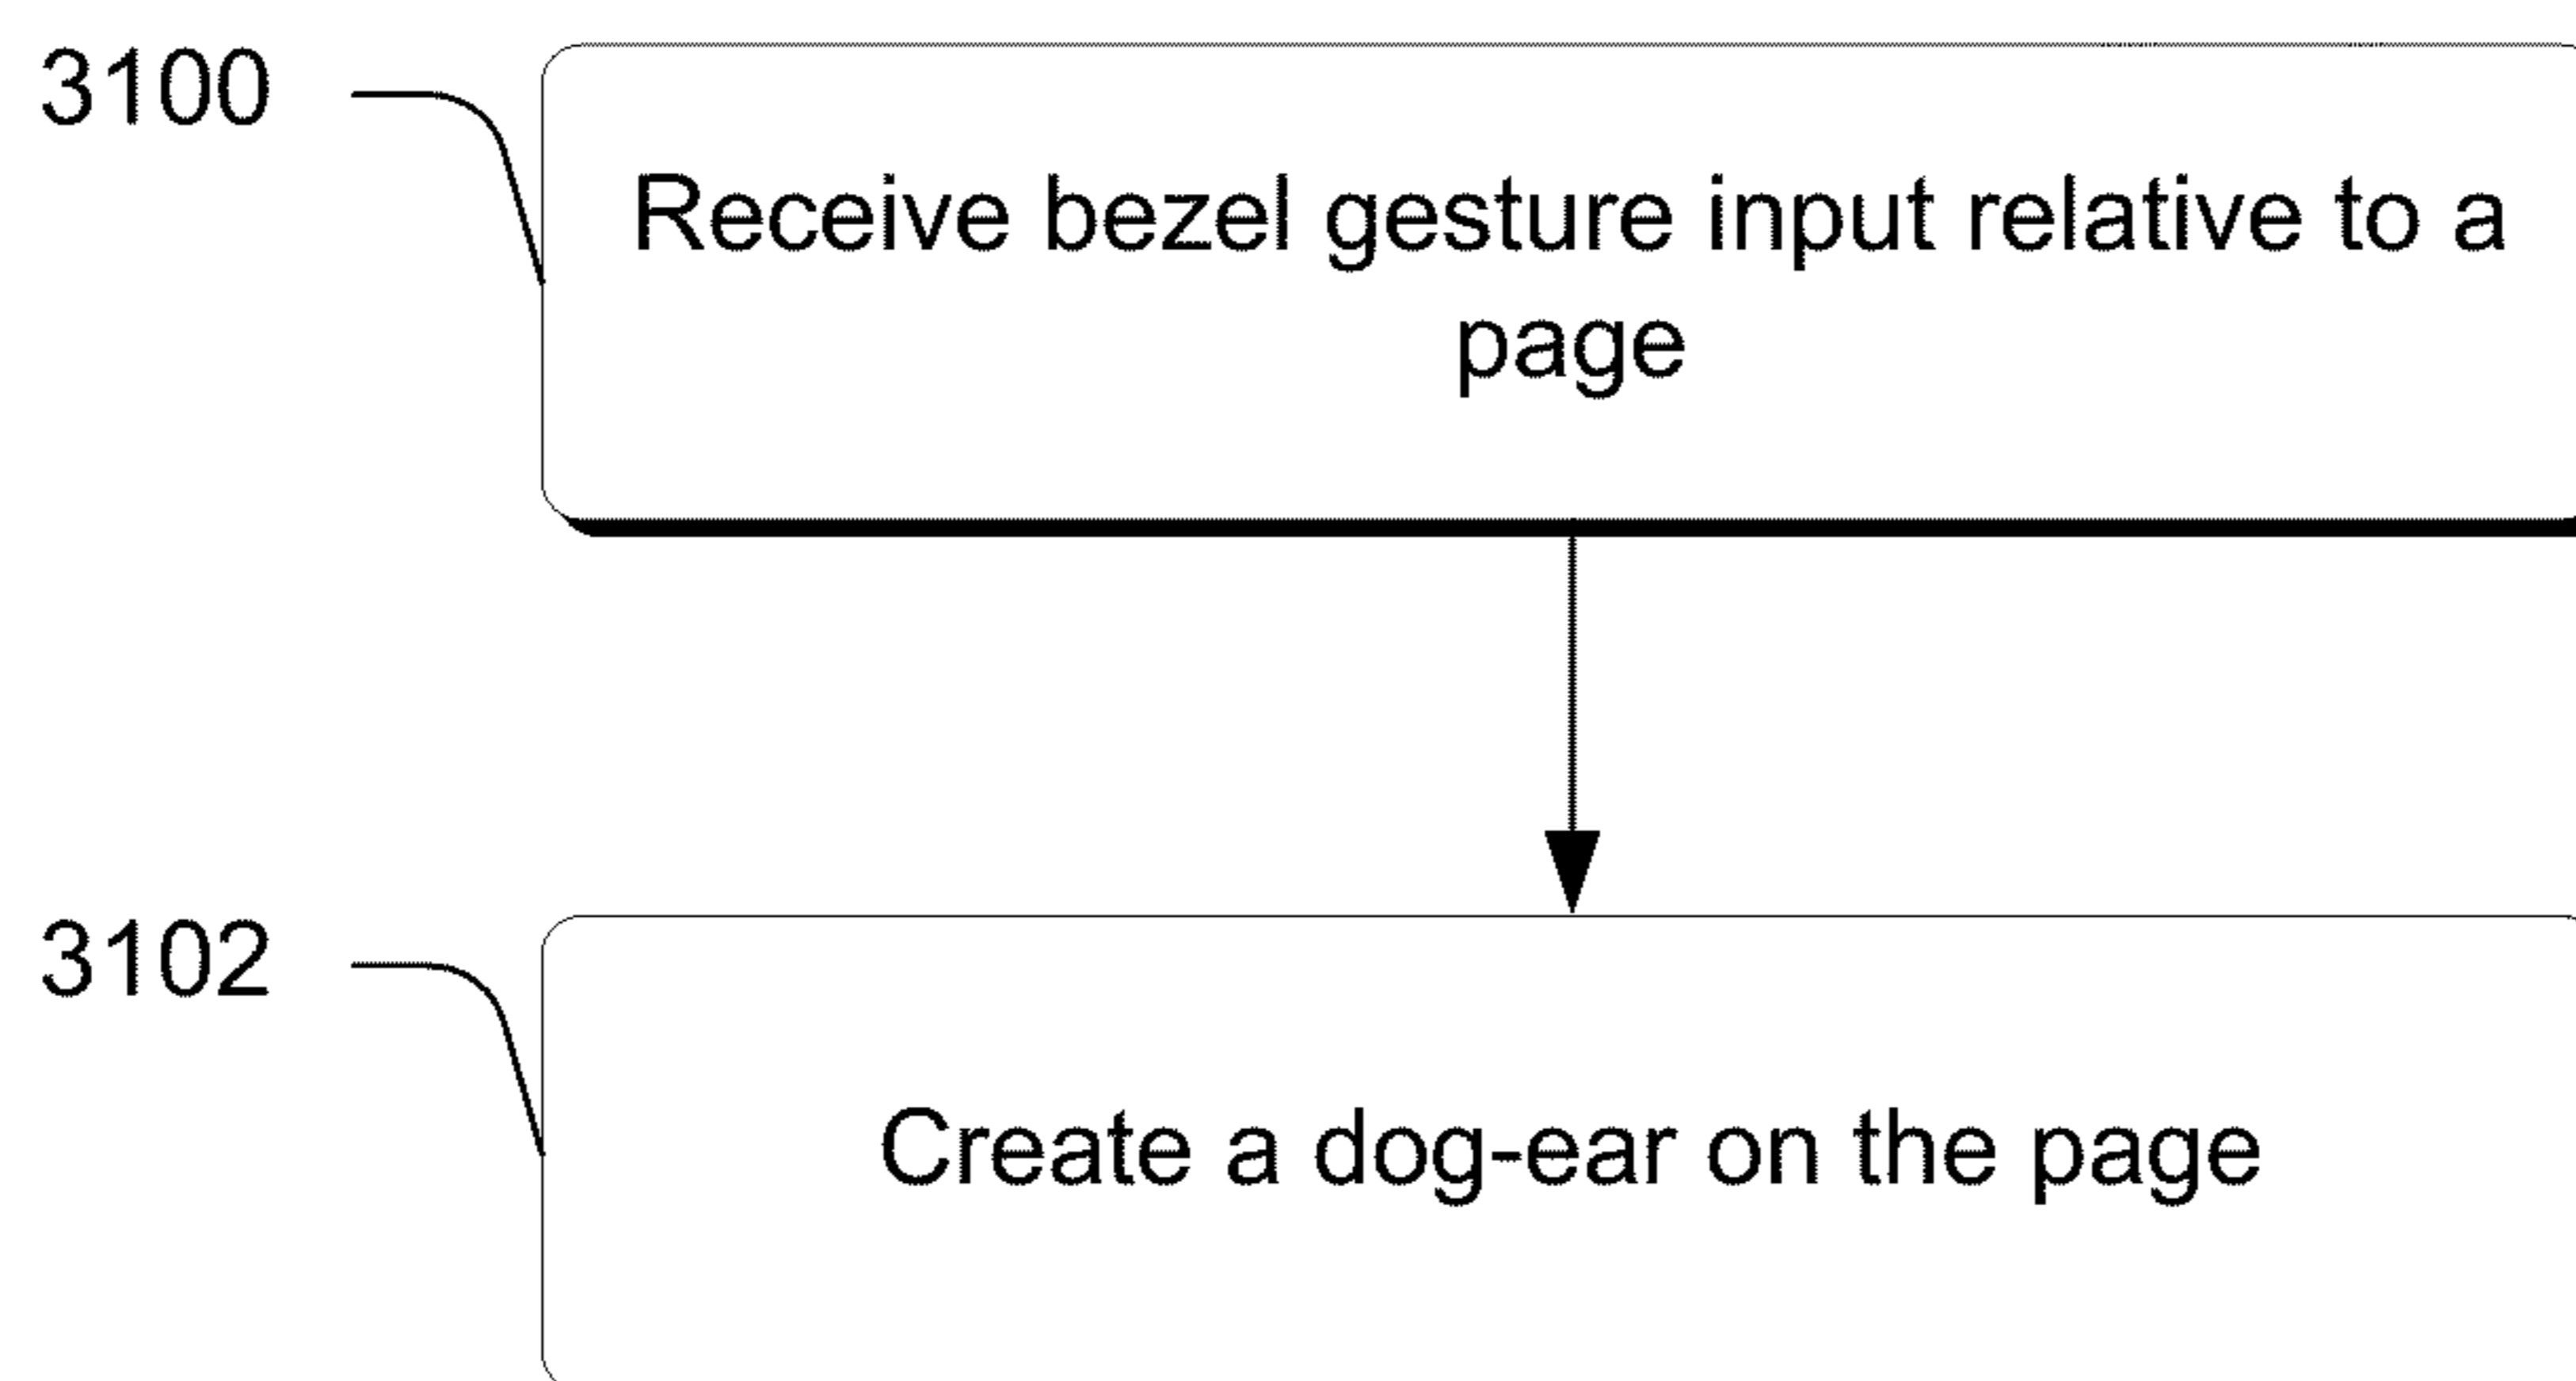 3100
Receive bezel gesture input relative to a
page
3102
Create a dog-ear on the page